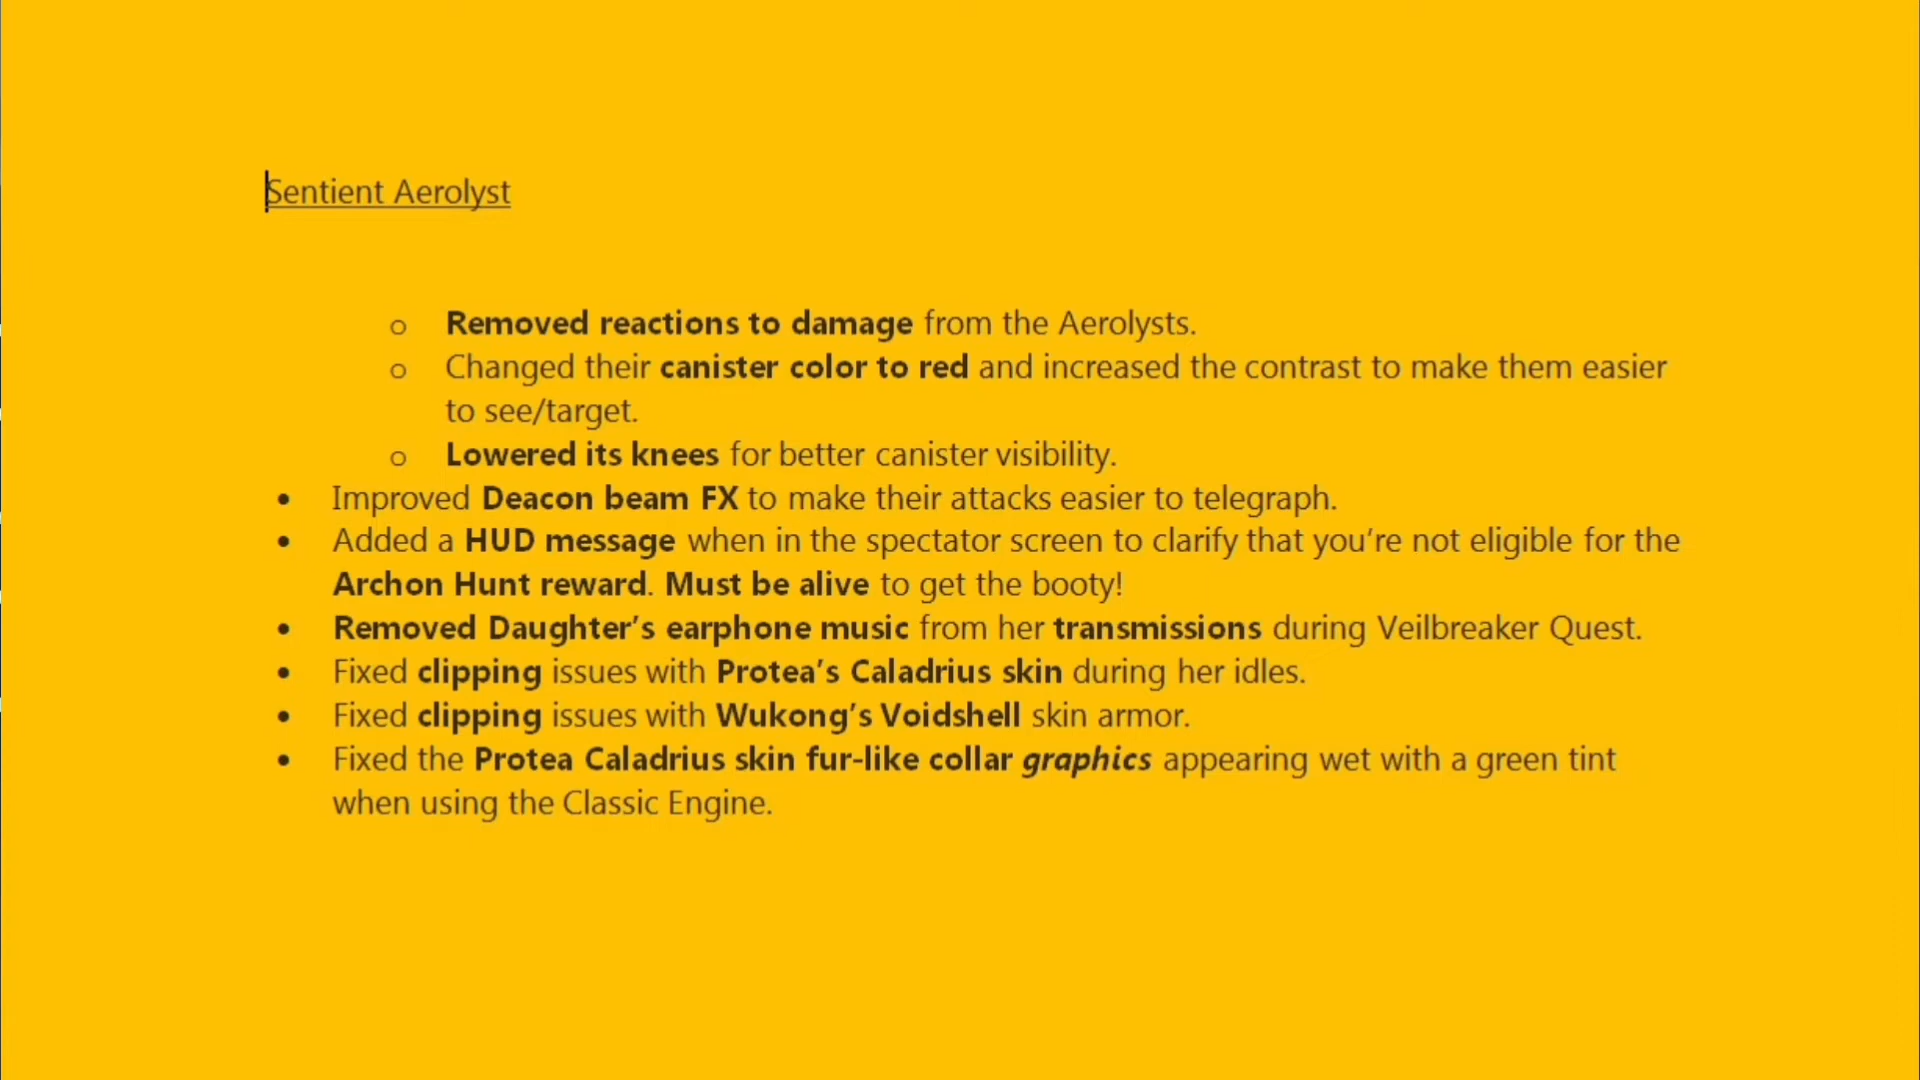 Sentient Aerolyst
o Removed reactions to damage from the Aerolysts.
o Changed their canister color to red and increased the contrast to make them easier
to see/target.
o Lowered its knees for better canister visibility.
• Improved Deacon beam FX to make their attacks easier to telegraph.
• Added a HUD message when in the spectator screen to clarify that you’re not eligible for the
Archon Hunt reward. Must be alive to get the booty!
• Removed Daughter’s earphone music from her transmissions during Veilbreaker Quest.
• Fixed clipping issues with Protea’s Caladrius skin during her idles.
• Fixed clipping issues with Wukong’s Voidshell skin armor.
• Fixed the Protea Caladrius skin fur-like collar graphics appearing wet with a green tint
when using the Classic Engine.